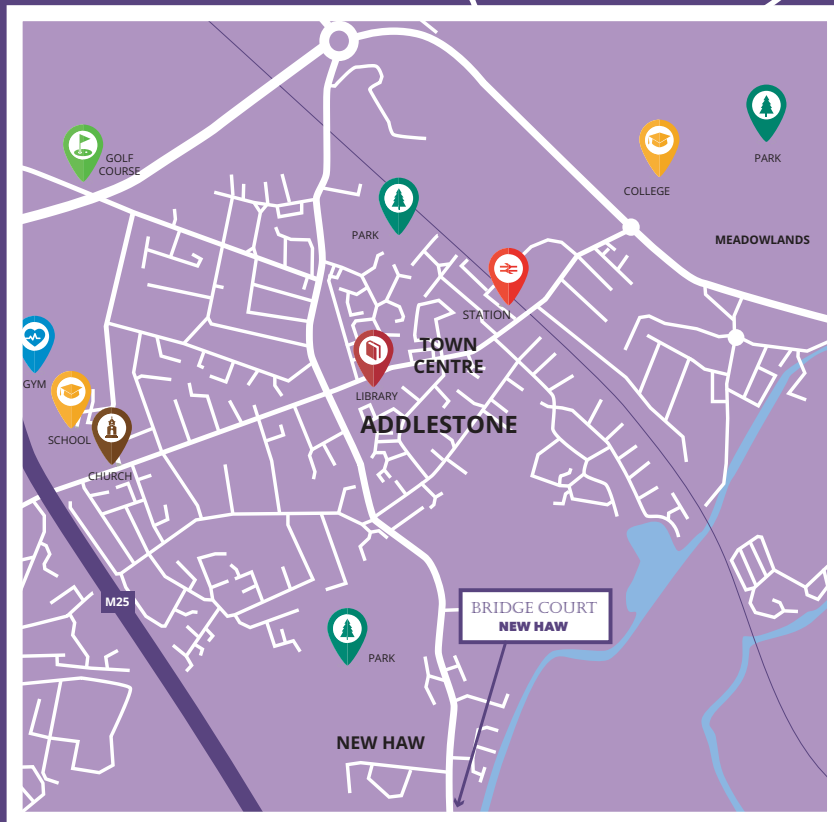 GOLF
COURSE
PARK
COLLEGE
PARK
MEADOWLANDS
STATION
TOWN
CENTRE
GYM
LIBRARY
ADDLESTONE
SCHOOL
CHURCH
M25
BRIDGE COURT
NEW HAW
PARK
NEW HAW